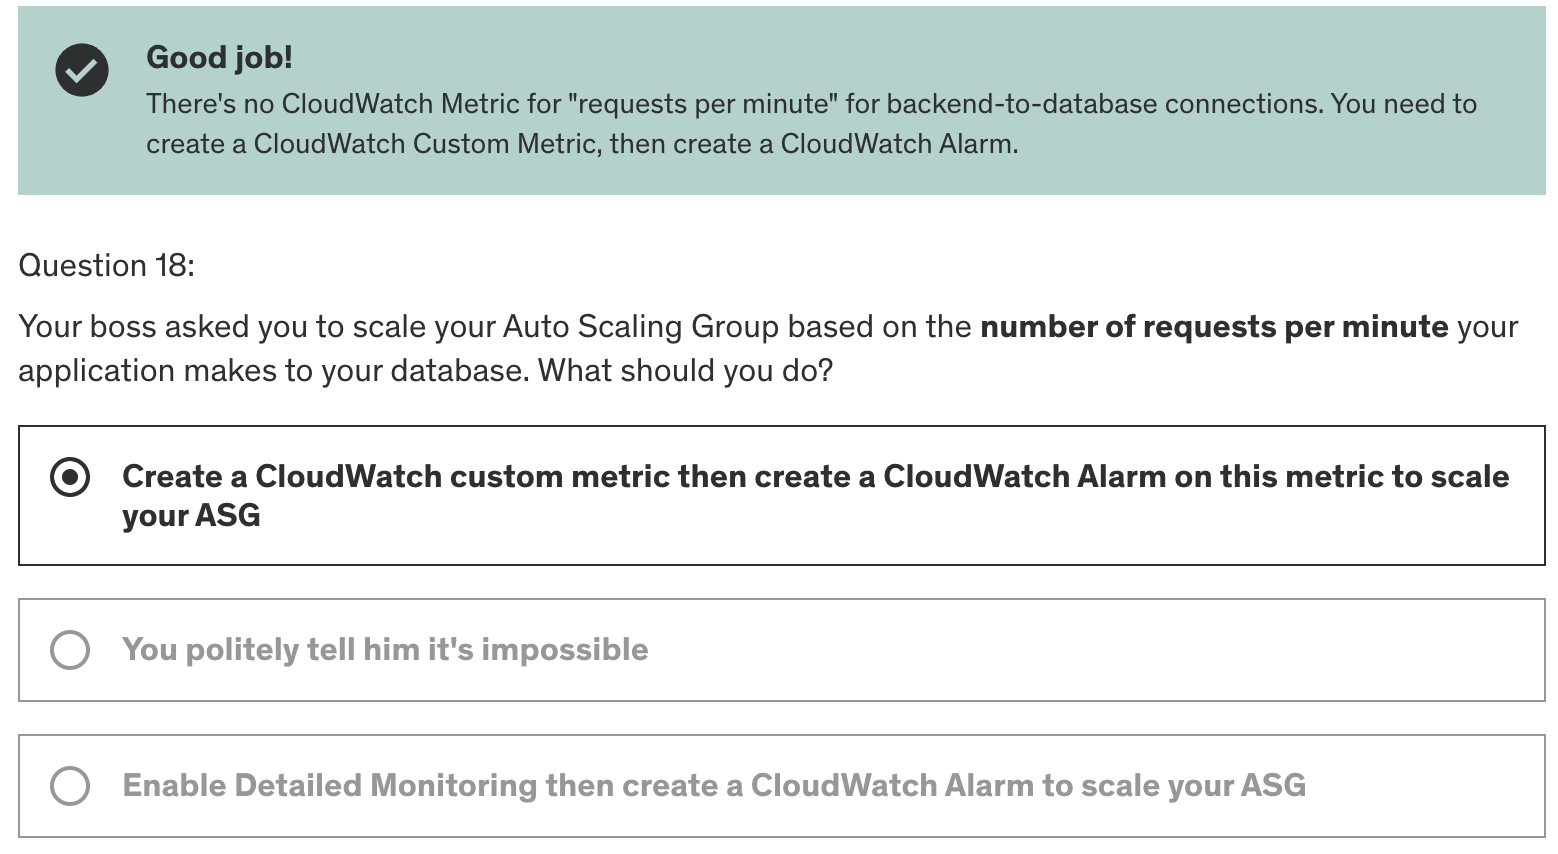 Good job!
There's no CloudWatch Metric for "requests per minute" for backend-to-database connections. You need to
create a CloudWatch Custom Metric, then create a CloudWatch Alarm.
Question 18:
Your boss asked you to scale your Auto Scaling Group based on the number of requests per minute your
application makes to your database. What should you do?
Create a CloudWatch custom metric then create a CloudWatch Alarm on this metric to scale
your ASG
You politely tell him it's impossible
Enable Detailed Monitoring then create a CloudWatch Alarm to scale your ASG